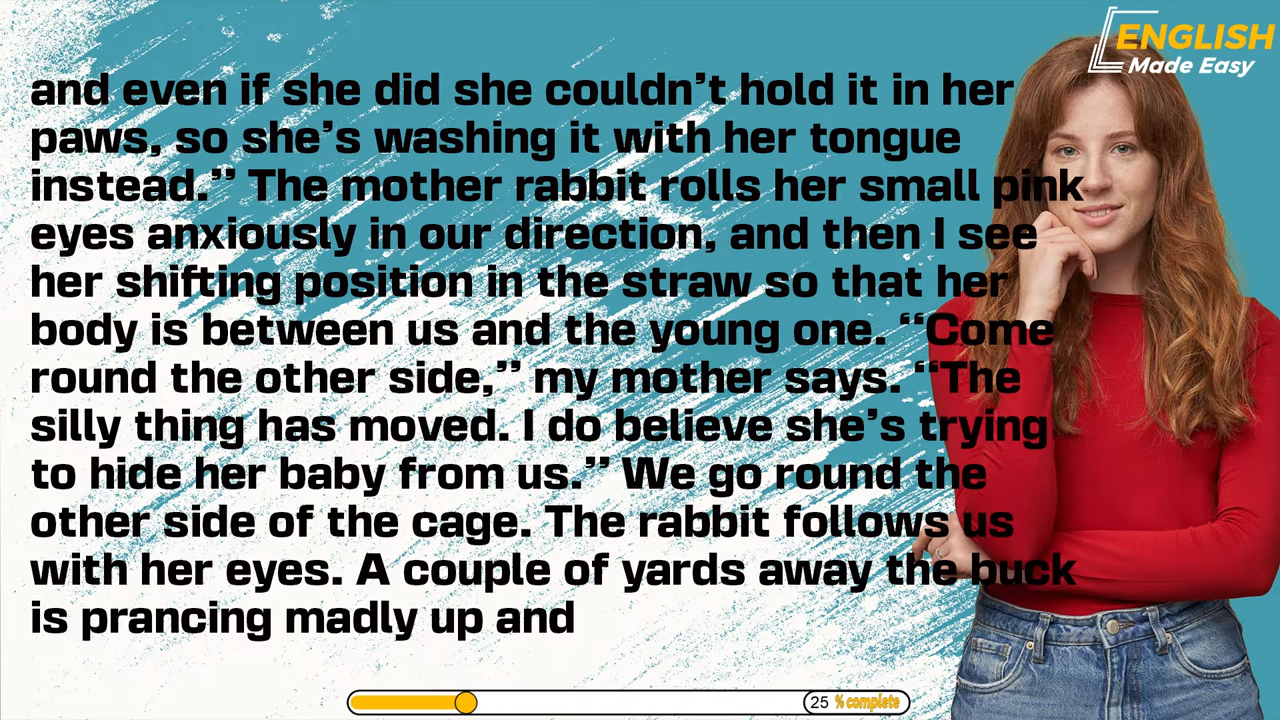 ENGLISH
Made Easy
and even if she did she couldn’t hold it in her
paws, so she’s washing it with her tongue
instead.” The mother rabbit rolls her small pink
eyes anxiously in our direction, and then I see
her shifting position in the straw so that her
body is between us and the young one. “Come
round the other side,” my mother says. “The
silly thing has moved. I do believe she’s trying
to hide her baby from us.” We go round the
other side of the cage. The rabbit follows us
with her eyes. A couple of yards away the buck
is prancing madly up and
25 % complete